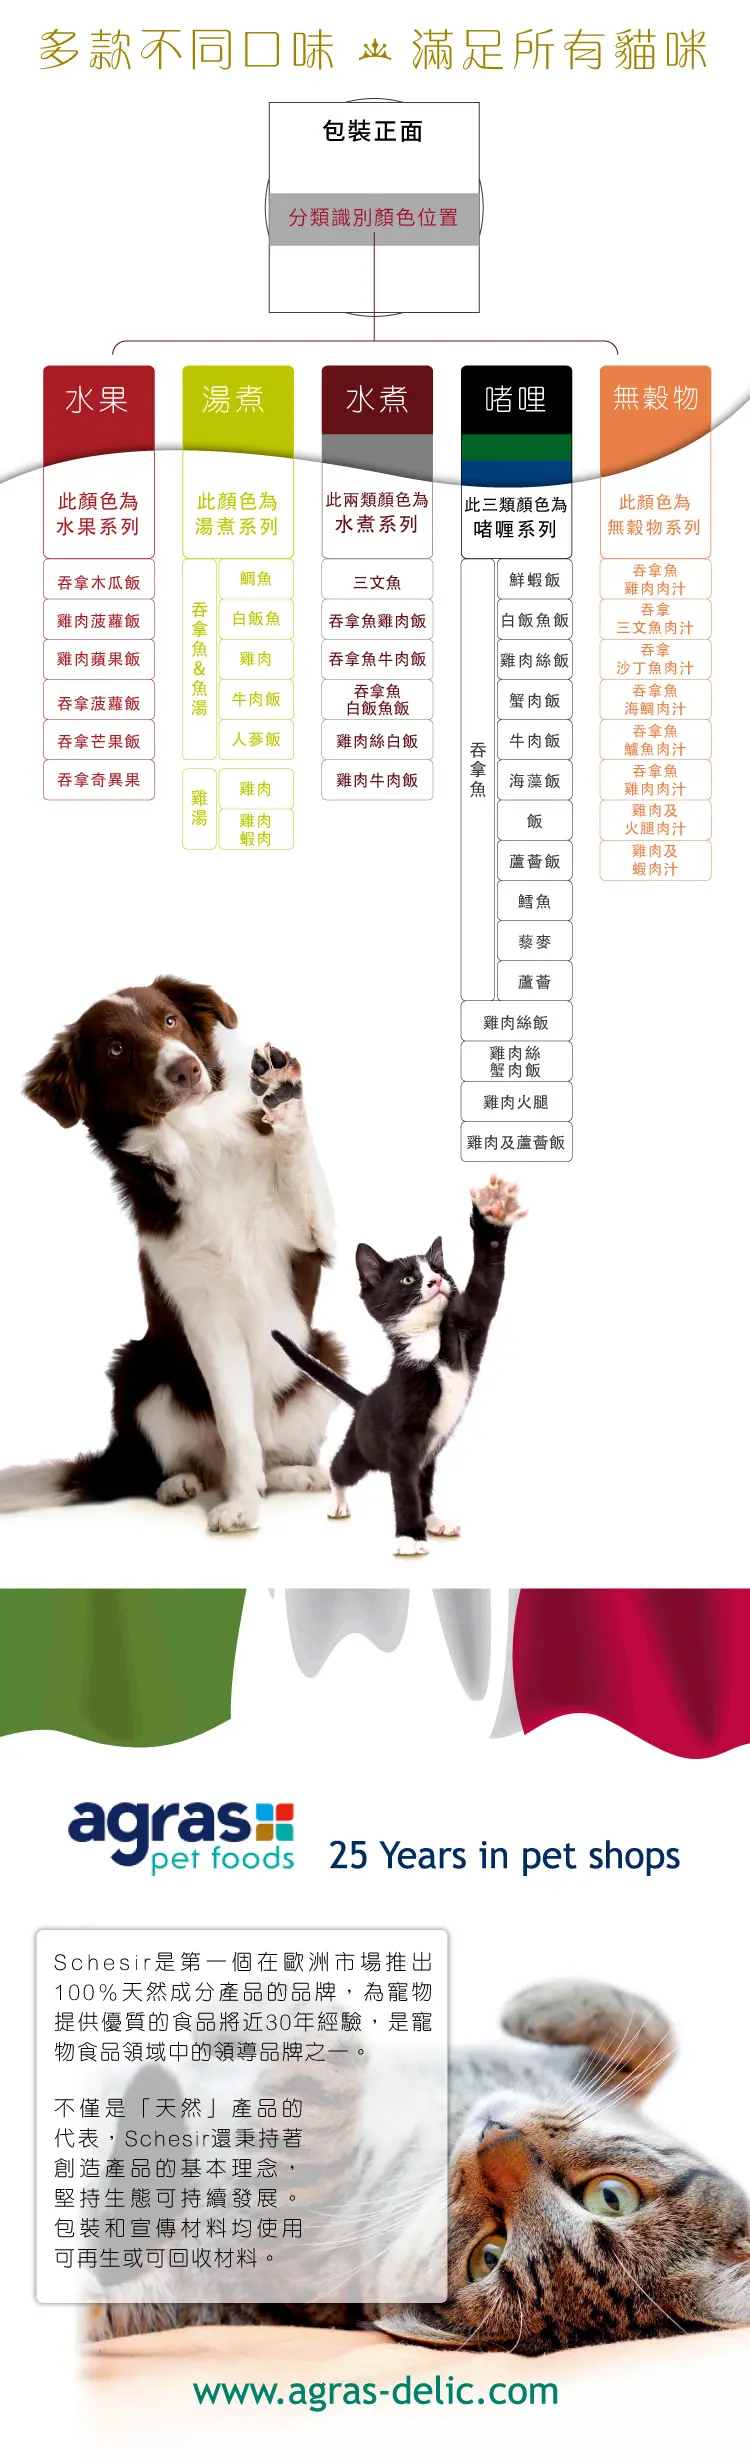 多款不同口味 滿足所有貓咪
包裝正面
分類識別顏色位置
水果
此顏色為
水果系列
吞拿木瓜飯
雞肉菠蘿飯
雞肉蘋果飯
吞拿菠蘿飯
吞拿芒果飯
吞拿奇異果
湯煮
此顏色為
湯煮系列
吞拿魚&魚湯
鯛魚
白飯魚
雞肉
牛肉飯
人蔘飯
雞湯
雞肉
雞肉
蝦肉
水煮
此兩類顏色為
水煮系列
三文魚
吞拿魚雞肉飯
吞拿魚牛肉飯
吞拿魚
白飯魚飯
雞肉絲白飯
雞肉牛肉飯
啫哩
此三類顏色為
啫喱系列
吞拿魚
鮮蝦飯
白飯魚飯
雞肉絲飯
蟹肉飯
牛肉飯
海藻飯
飯
蘆薈飯
鱈魚
藜麥
蘆薈
雞肉絲飯
雞肉絲
蟹肉飯
雞肉火腿
雞肉及蘆薈飯
無穀物
此顏色為
無穀物系列
吞拿魚
雞肉肉汁
吞拿
三文魚肉汁
吞拿
沙丁魚肉汁
吞拿魚
海鯛肉汁
吞拿魚
鱸魚肉汁
吞拿魚
雞肉肉汁
雞肉及
火腿肉汁
雞肉及
蝦肉汁
agras
pet foods
25 Years in pet shops
Schesir是第一個在歐洲市場推出
100%天然成分產品的品牌，為寵物
提供優質的食品將近30年經驗，是寵
物食品領域中的領導品牌之一。
不僅是「天然」產品的
代表，Schesir還秉持著
創造產品的基本理念，
堅持生態可持續發展。
包裝和宣傳材料均使用
可再生或可回收材料。
www.agras-delic.com